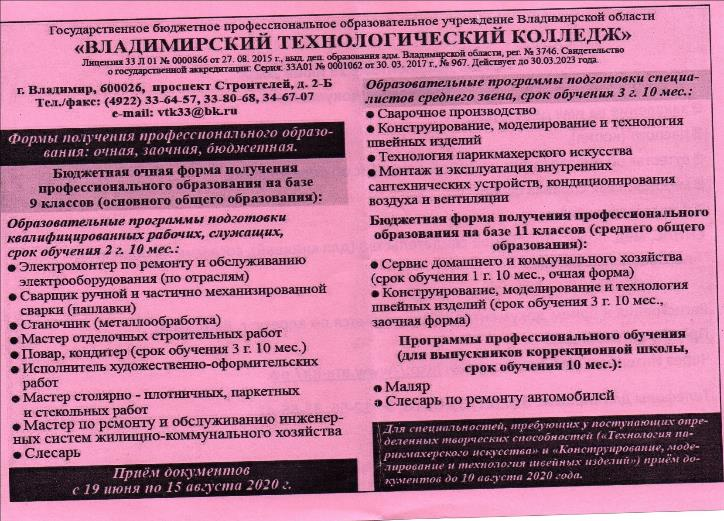 Государственное бюджетное профессиональное образовательное учреждение Владимирской области
«ВЛАДИМИРСКИЙ ТЕХНОЛОГИЧЕСКИЙ КОЛЛЕДЖ»
Лицензия 33 Л 01 № 0000866 от 27. 08. 2015 г., выд. деп. образования адм. Владимирской области, рег. № 3746. Свидетельство
о государственной аккредитации: Серия: 33А01 № 0001062 от 30. 03. 2017 г., № 967. Действует до 30.03.2023 года.
г. Владимир, 600026, проспект Строителей, д. 2-Б
Тел./факс: (4922) 33-64-57, 33-80-68, 34-67-07
e-mail: vtk33@bk.ru
Формы получения профессионального образо-
вания: очная, заочная, бюджетная.
Бюджетная очная форма получения
профессионального образования на базе
9 классов (основного общего образования):
Образовательные программы подготовки
квалифицированных рабочих, служащих,
срок обучения 2 г. 10 мес.:
● Электромонтер по ремонту и обслуживанию
электрооборудования (по отраслям)
● Сварщик ручной и частично механизированной
сварки (наплавки)
● Станочник (металлообработка)
● Мастер отделочных строительных работ
● Повар, кондитер (срок обучения 3 г. 10 мес.)
● Исполнитель художественно-оформительских
работ
● Мастер столярно - плотничных, паркетных
и стекольных работ
● Мастер по ремонту и обслуживанию инженер-
ных систем жилищно-коммунального хозяйства
● Слесарь
Приём документов
с 19 июня по 15 августа 2020 г.
Образовательные программы подготовки специа-
листов среднего звена, срок обучения 3 г. 10 мес.:
● Сварочное производство
● Конструирование, моделирование и технология
швейных изделий
● Технология парикмахерского искусства
● Монтаж и эксплуатация внутренних
сантехнических устройств, кондиционирования
воздуха и вентиляции
Бюджетная форма получения профессионального
образования на базе 11 классов (среднего общего
образования):
● Сервис домашнего и коммунального хозяйства
(срок обучения 1 г. 10 мес., очная форма)
● Конструирование, моделирование и технология
швейных изделий (срок обучения 3 г. 10 мес.,
заочная форма)
Программы профессионального обучения
(для выпускников коррекционной школы,
срок обучения 10 мес.):
● Маляр
● Слесарь по ремонту автомобилей
Для специальностей, требующих у поступающих опре-
деленных творческих способностей («Технология па-
рикмахерского искусства» и «Конструирование, моде-
лирование и технология швейных изделий») приём до-
кументов до 10 августа 2020 года.